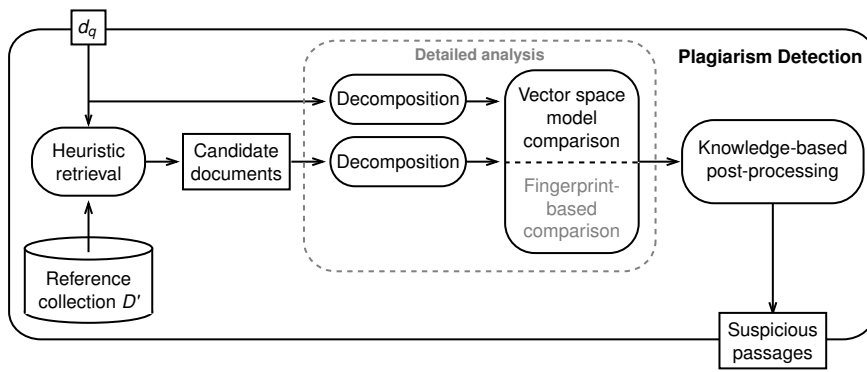 d_q
Detailed analysis
Plagiarism Detection
Decomposition
Vector space
model
comparison
Heuristic
retrieval
Candidate
documents
Decomposition
Knowledge-based
post-processing
Fingerprint-
based
comparison
Reference
collection D'
Suspicious
passages